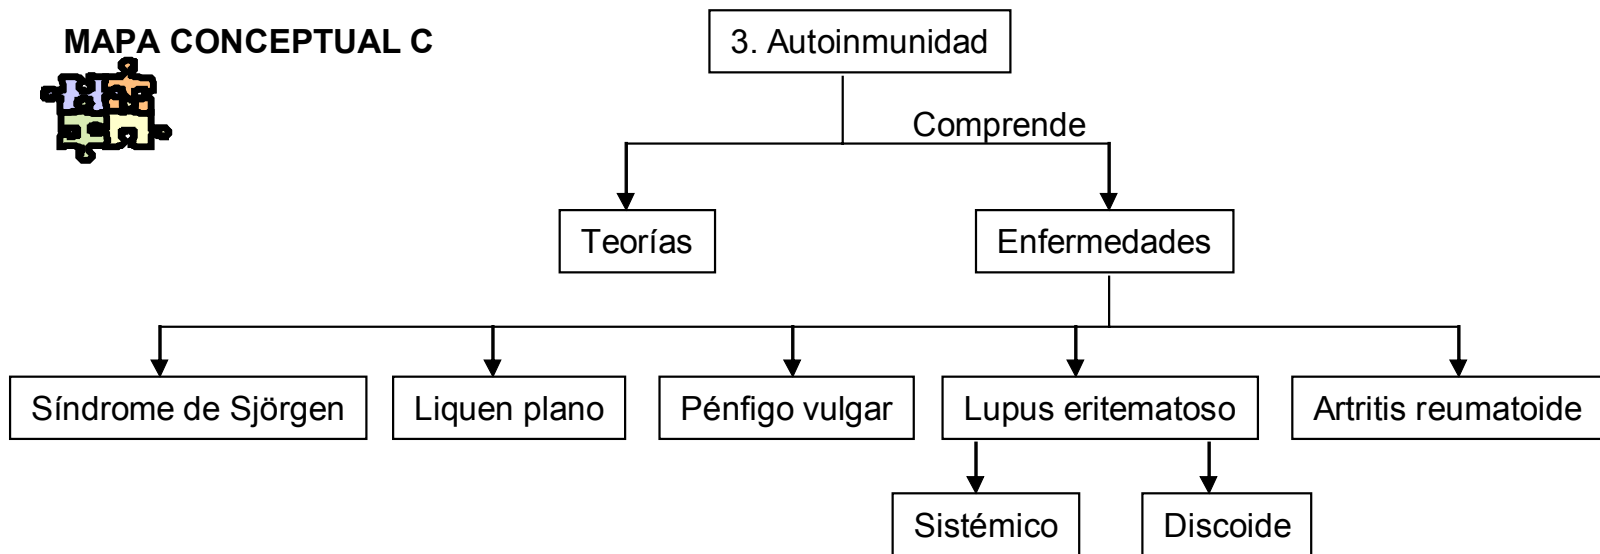 MAPA CONCEPTUAL C
3. Autoinmunidad
Comprende
Teorías
Enfermedades
Síndrome de Sjörgen
Liquen plano
Pénfigo vulgar
Lupus eritematoso
Artritis reumatoide
Sistémico
Discoide